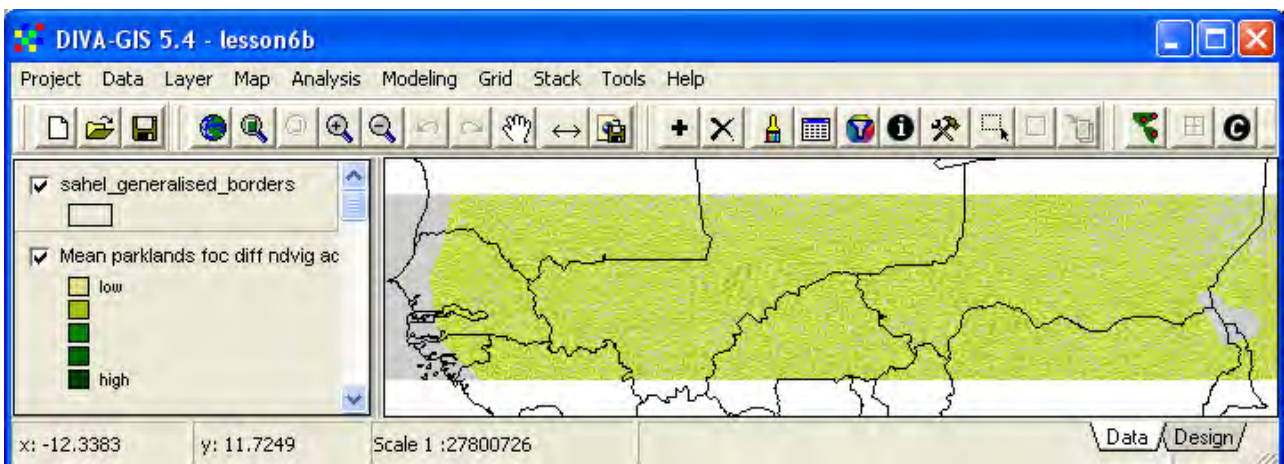 DIVA-GIS 5.4 - lesson6b
Project Data Layer Map Analysis Modeling Grid Stack Tools Help
sahel_generalised_borders
Mean parklands foc diff ndvig ac
low
high
x: -12.3383 y: 11.7249 Scale 1 :27800726 Data Design